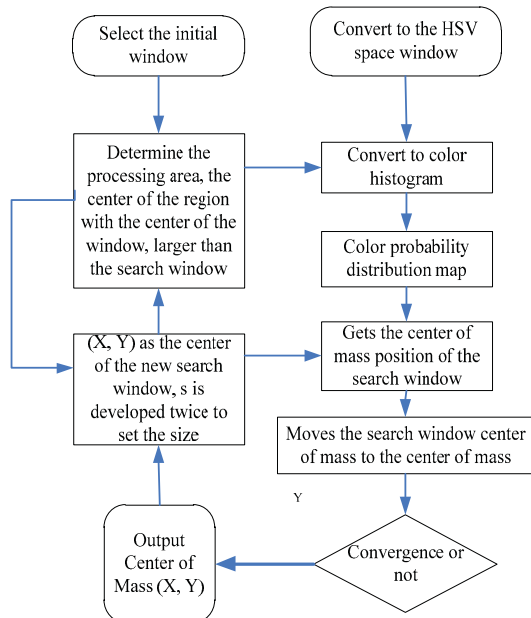 Select the initial
window
Convert to the HSV
space window
Determine the
processing area, the
center of the region
with the center of the
window, larger than
the search window
Convert to color
histogram
Color probability
distribution map
(X, Y) as the center
of the new search
window, s is
developed twice to
set the size
Gets the center of
mass position of the
search window
Moves the search window center
of mass to the center of mass
Y
Output
Center of
Mass (X, Y)
Convergence or
not